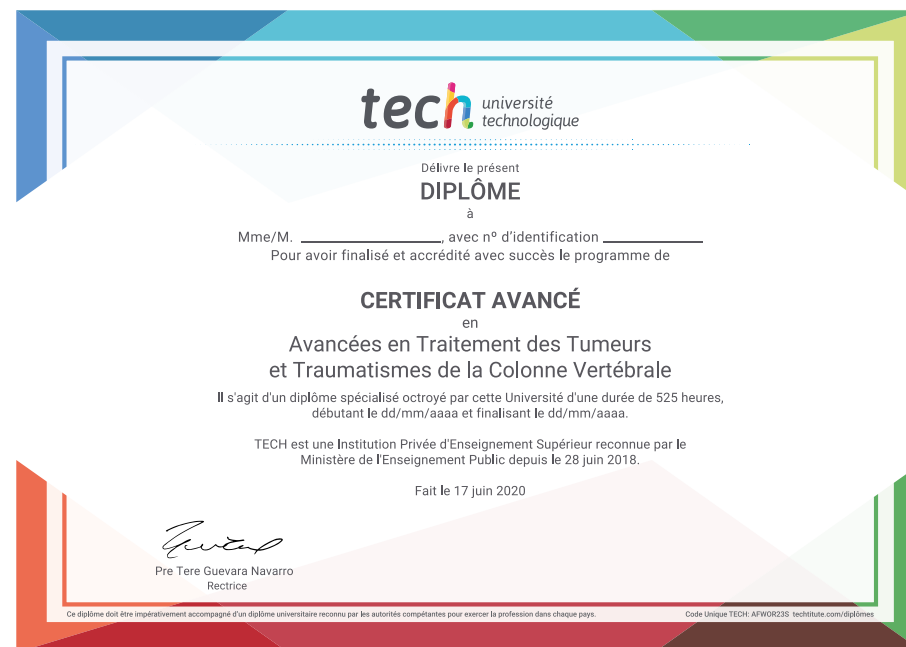 tech université
technologique
Délivre le présent
DIPLÔME
à
Mme/M. ____________________, avec nº d'identification ______________
Pour avoir finalisé et accrédité avec succès le programme de
CERTIFICAT AVANCÉ
en
Avancées en Traitement des Tumeurs
et Traumatismes de la Colonne Vertébrale
Il s'agit d'un diplôme spécialisé octroyé par cette Université d'une durée de 525 heures,
débutant le dd/mm/aaaa et finalisant le dd/mm/aaaa.
TECH est une Institution Privée d'Enseignement Supérieur reconnue par le
Ministère de l'Enseignement Public depuis le 28 juin 2018.
Fait le 17 juin 2020
Pre Tere Guevara Navarro
Rectrice
Ce diplôme doit être impérativement accompagné d'un diplôme universitaire reconnu par les autorités compétentes pour exercer la profession dans chaque pays.
Code Unique TECH: AFWOR23S techtitute.com/diplômes